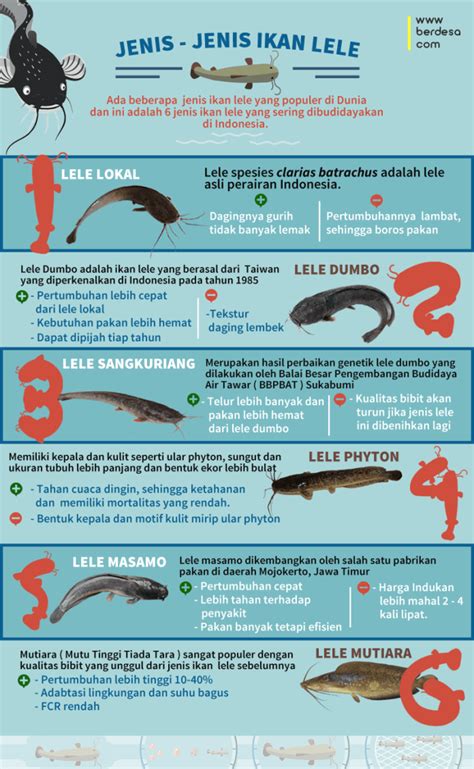 www
berdesa
com
JENIS - JENIS IKAN LELE
Ada beberapa jenis ikan lele yang populer di Dunia
dan ini adalah 6 jenis ikan lele yang sering dibudidayakan
di Indonesia.
1
LELE LOKAL
Lele spesies clarias batrachus adalah lele
asli perairan Indonesia.
+
Dagingnya gurih
tidak banyak lemak
-
Pertumbuhannya lambat,
sehingga boros pakan
Lele Dumbo adalah ikan lele yang berasal dari Taiwan
yang diperkenalkan di Indonesia pada tahun 1985
LELE DUMBO
2
+
- Pertumbuhan lebih cepat
dari lele lokal
- Kebutuhan pakan lebih hemat
- Dapat dipijah tiap tahun
-
-Tekstur
daging lembek
3
LELE SANGKURIANG
Merupakan hasil perbaikan genetik lele dumbo yang
dilakukan oleh Balai Besar Pengembangan Budidaya
Air Tawar ( BBPBAT ) Sukabumi
+
- Telur lebih banyak dan
pakan lebih hemat
dari lele dumbo
-
- Kualitas bibit akan
turun jika jenis lele
ini dibenihkan lagi
Memiliki kepala dan kulit seperti ular phyton, sungut dan
ukuran tubuh lebih panjang dan bentuk ekor lebih bulat
LELE PHYTON
4
+
- Tahan cuaca dingin, sehingga ketahanan
dan memiliki mortalitas yang rendah.
-
- Bentuk kepala dan motif kulit mirip ular phyton
5
LELE MASAMO
Lele masamo dikembangkan oleh salah satu pabrikan
pakan di daerah Mojokerto, Jawa Timur
+
- Pertumbuhan cepat
- Lebih tahan terhadap
penyakit
- Pakan banyak tetapi efisien
-
- Harga Indukan
lebih mahal 2 - 4
kali lipat.
Mutiara ( Mutu Tinggi Tiada Tara ) sangat populer dengan
kualitas bibit yang unggul dari jenis ikan lele sebelumnya
LELE MUTIARA
6
+
- Pertumbuhan lebih tinggi 10-40%
- Adabtasi lingkungan dan suhu bagus
- FCR rendah